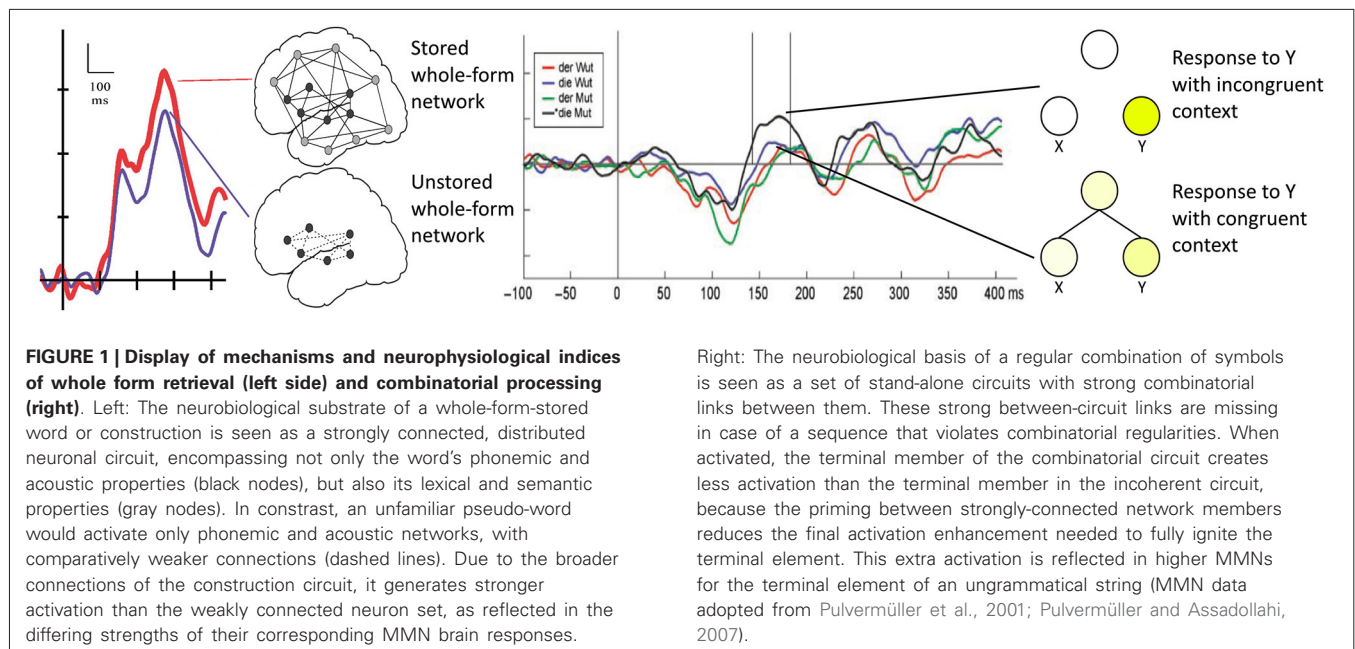 100
ms
Stored
whole-form
network
Unstored
whole-form
network
der Wut
die Wut
der Mut
*die Mut
−100
−50
0
50
100
150
200
250
300
350
400 ms
X
Y
Response to Y
with incongruent
context
X
Y
Response to Y
with congruent
context
FIGURE 1 | Display of mechanisms and neurophysiological indices
of whole form retrieval (left side) and combinatorial processing
(right). Left: The neurobiological substrate of a whole-form-stored
word or construction is seen as a strongly connected, distributed
neuronal circuit, encompassing not only the word's phonemic and
acoustic properties (black nodes), but also its lexical and semantic
properties (gray nodes). In constrast, an unfamiliar pseudo-word
would activate only phonemic and acoustic networks, with
comparatively weaker connections (dashed lines). Due to the broader
connections of the construction circuit, it generates stronger
activation than the weakly connected neuron set, as reflected in the
differing strengths of their corresponding MMN brain responses.
Right: The neurobiological basis of a regular combination of symbols
is seen as a set of stand-alone circuits with strong combinatorial
links between them. These strong between-circuit links are missing
in case of a sequence that violates combinatorial regularities. When
activated, the terminal member of the combinatorial circuit creates
less activation than the terminal member in the incoherent circuit,
because the priming between strongly-connected network members
reduces the final activation enhancement needed to fully ignite the
terminal element. This extra activation is reflected in higher MMNs
for the terminal element of an ungrammatical string (MMN data
adopted from Pulvermüller et al., 2001; Pulvermüller and Assadollahi,
2007).